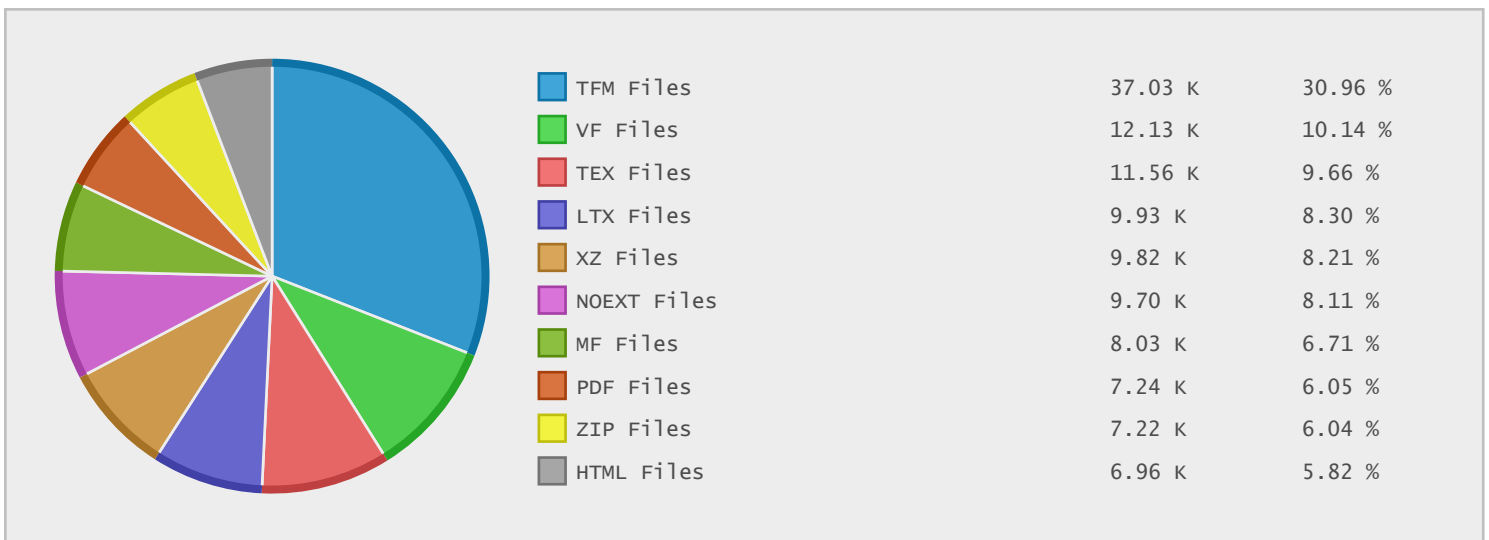 TFM Files 37.03 K 30.96 %
VF Files 12.13 K 10.14 %
TEX Files 11.56 K 9.66 %
LTX Files 9.93 K 8.30 %
XZ Files 9.82 K 8.21 %
NOEXT Files 9.70 K 8.11 %
MF Files 8.03 K 6.71 %
PDF Files 7.24 K 6.05 %
ZIP Files 7.22 K 6.04 %
HTML Files 6.96 K 5.82 %